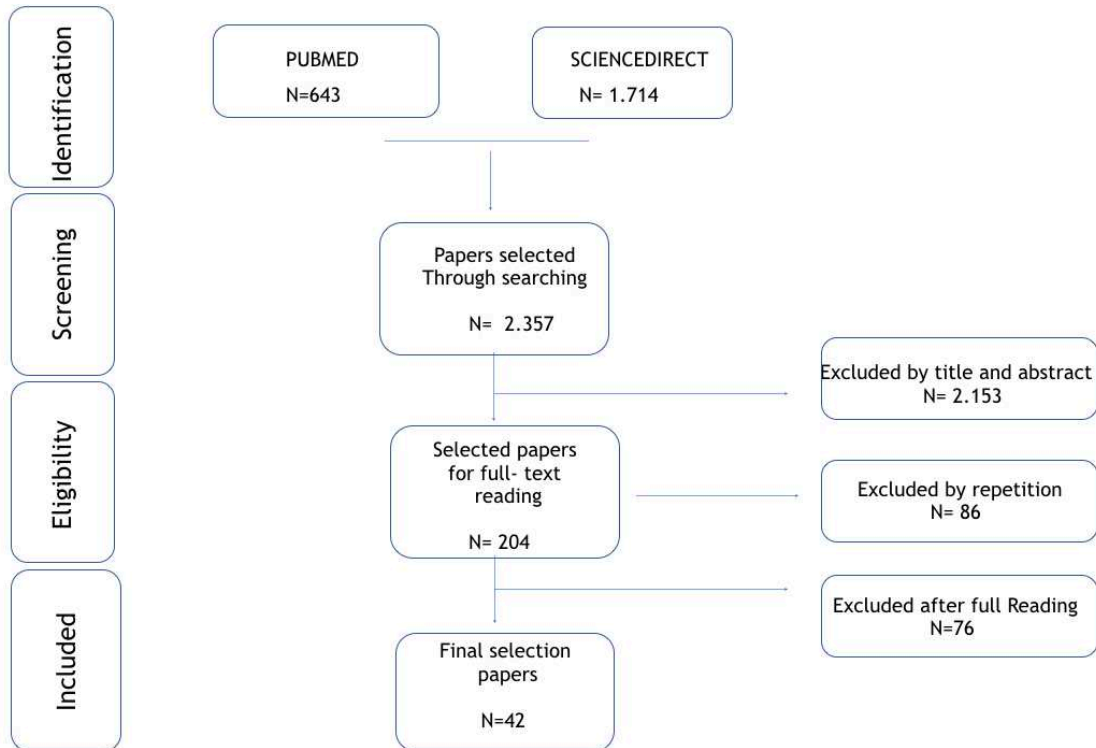 Identification
PUBMED
N=643
SCIENCEDIRECT
N= 1.714
Screening
Papers selected
Through searching
N= 2.357
Excluded by title and abstract
N= 2.153
Eligibility
Selected papers
for full- text
reading
N= 204
Excluded by repetition
N= 86
Excluded after full Reading
N=76
Included
Final selection
papers
N=42